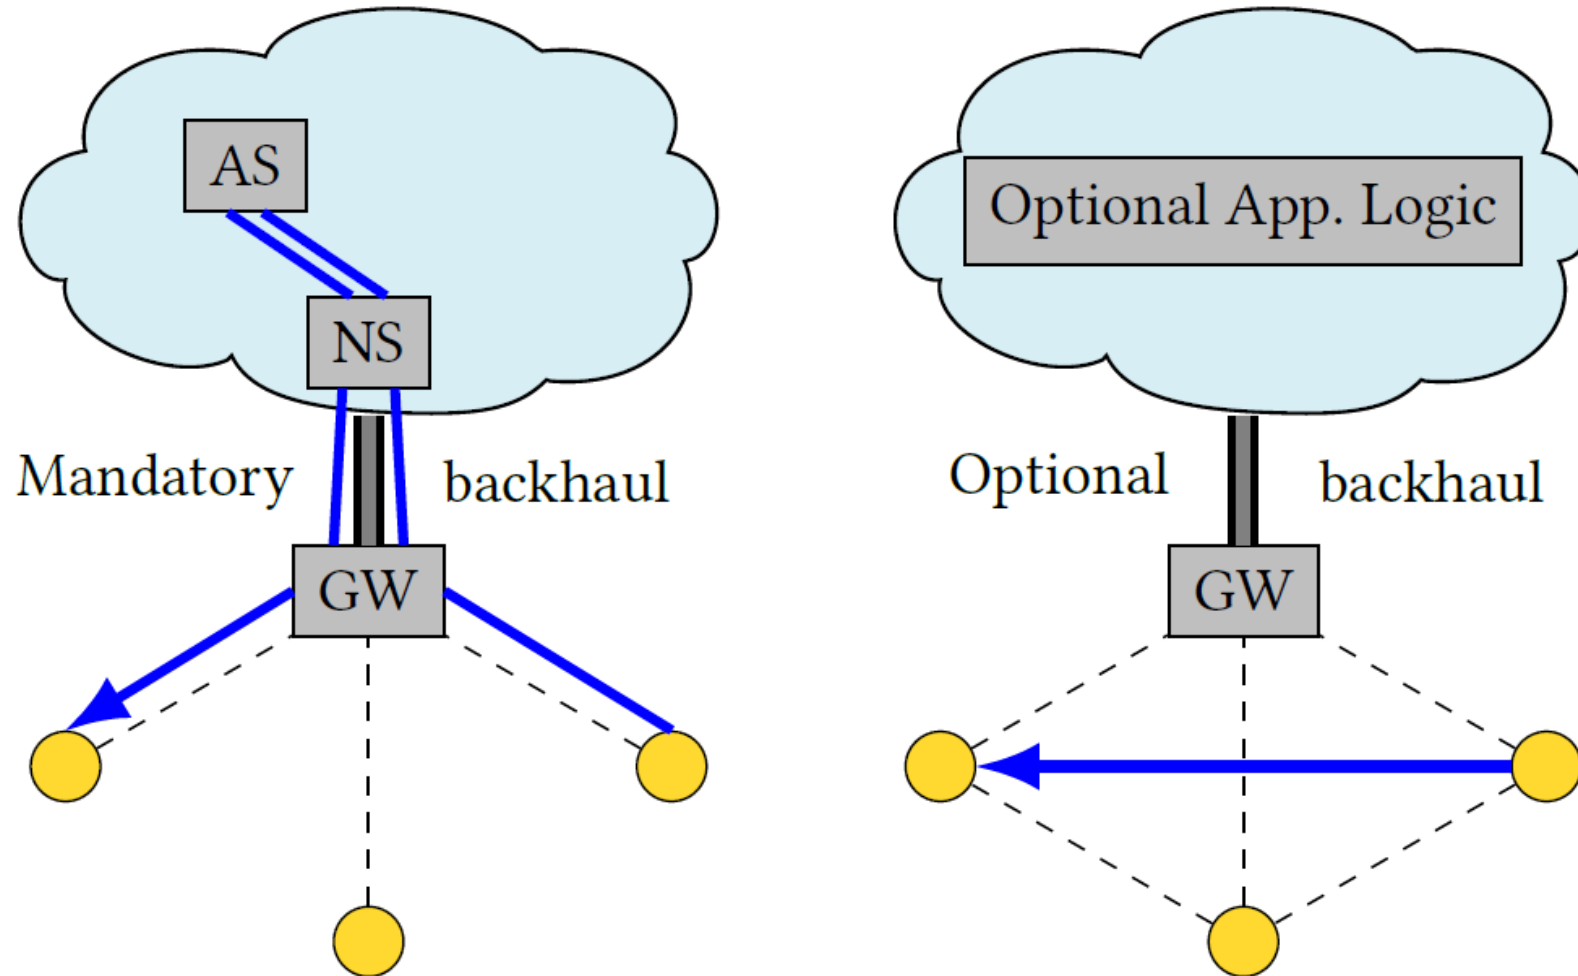 AS
NS
Mandatory backhaul
GW
Optional App. Logic
Optional backhaul
GW